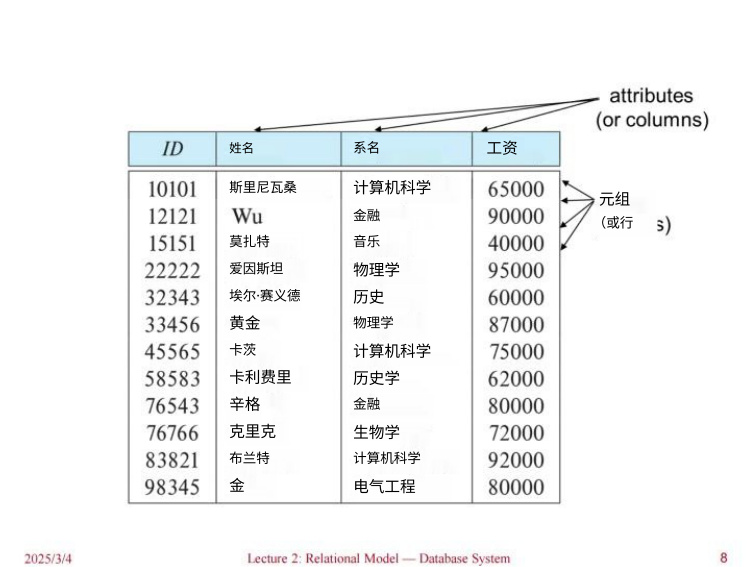 attributes
(or columns)
ID 姓名 系名 工资
10101 斯里尼瓦桑 计算机科学 65000
12121 Wu 金融 90000
15151 莫扎特 音乐 40000
22222 爱因斯坦 物理学 95000
32343 埃尔·赛义德 历史 60000
33456 黄金 物理学 87000
45565 卡茨 计算机科学 75000
58583 卡利费里 历史学 62000
76543 辛格 金融 80000
76766 克里克 生物学 72000
83821 布兰特 计算机科学 92000
98345 金 电气工程 80000
元组
(或行 s)
2025/3/4 Lecture 2: Relational Model — Database System 8